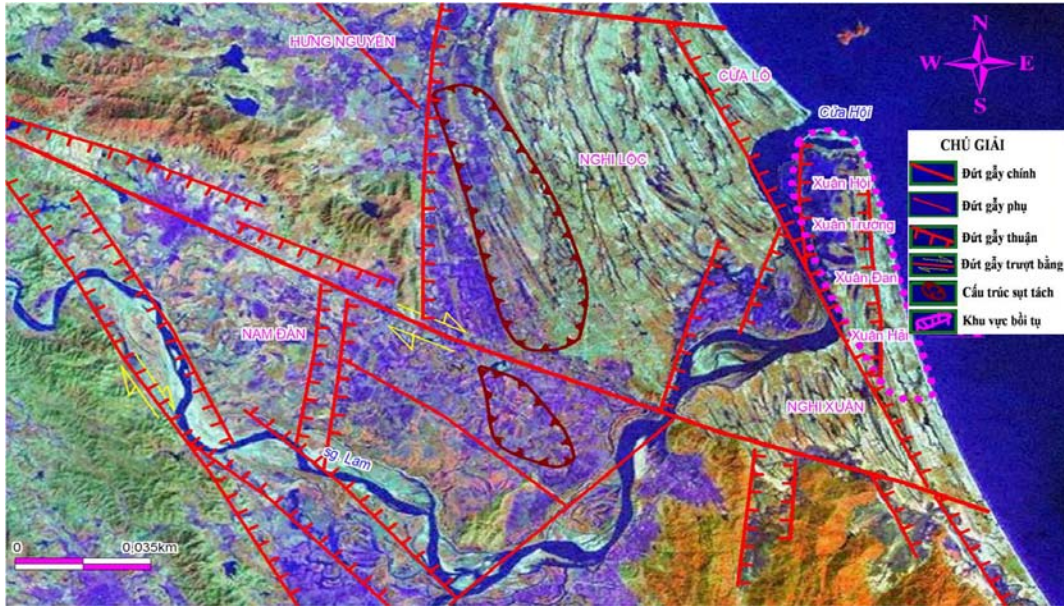 HƯNG NGUYÊN
N
CỬA LÒ
W E
S
Cửa Hội
CHÚ GIẢI
NGHI LỘC
Đứt gẫy chính
Xuân Hội
Đứt gẫy phụ
Xuân Trường
Đứt gẫy thuận
Đứt gẫy trượt bằng
Xuân Đan
Cấu trúc sụt tách
Khu vực bồi tụ
NAM ĐÀN
Xuân Hải
NGHI XUÂN
sg. Lam
0 0,035km